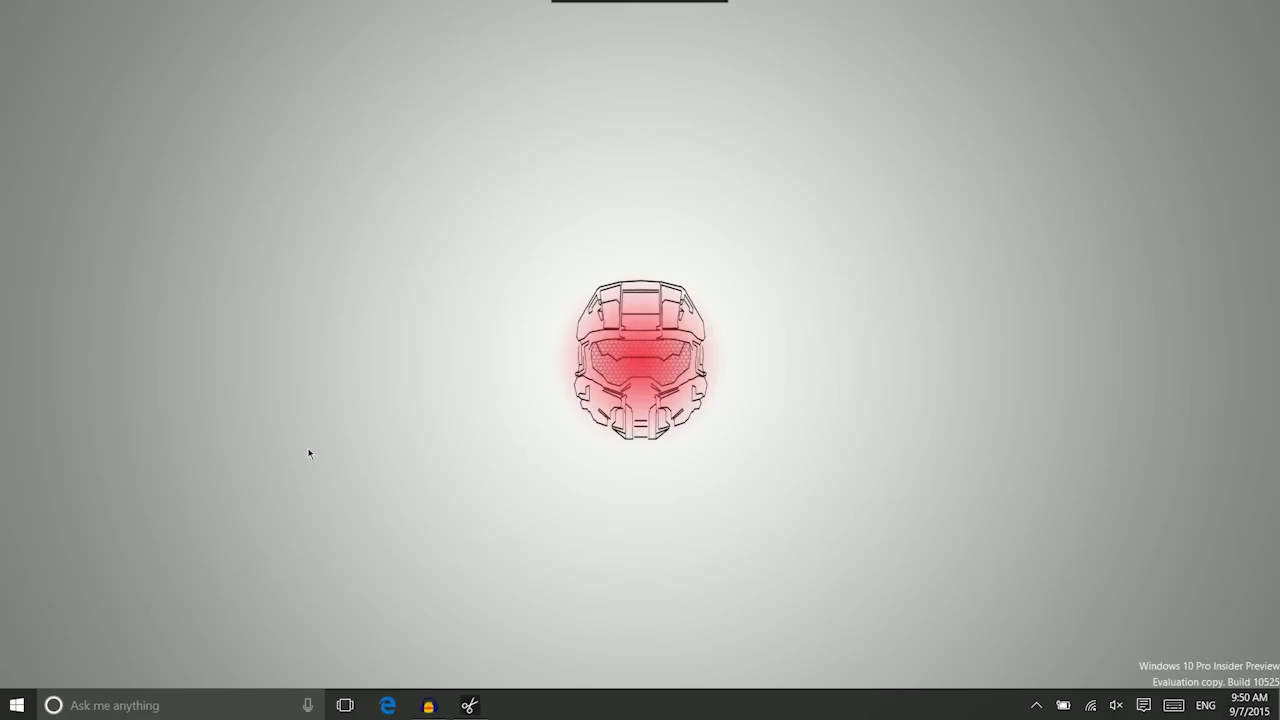 Windows 10 Pro Insider Preview
Evaluation copy. Build 10525
Ask me anything
ENG
9:50 AM
9/7/2015